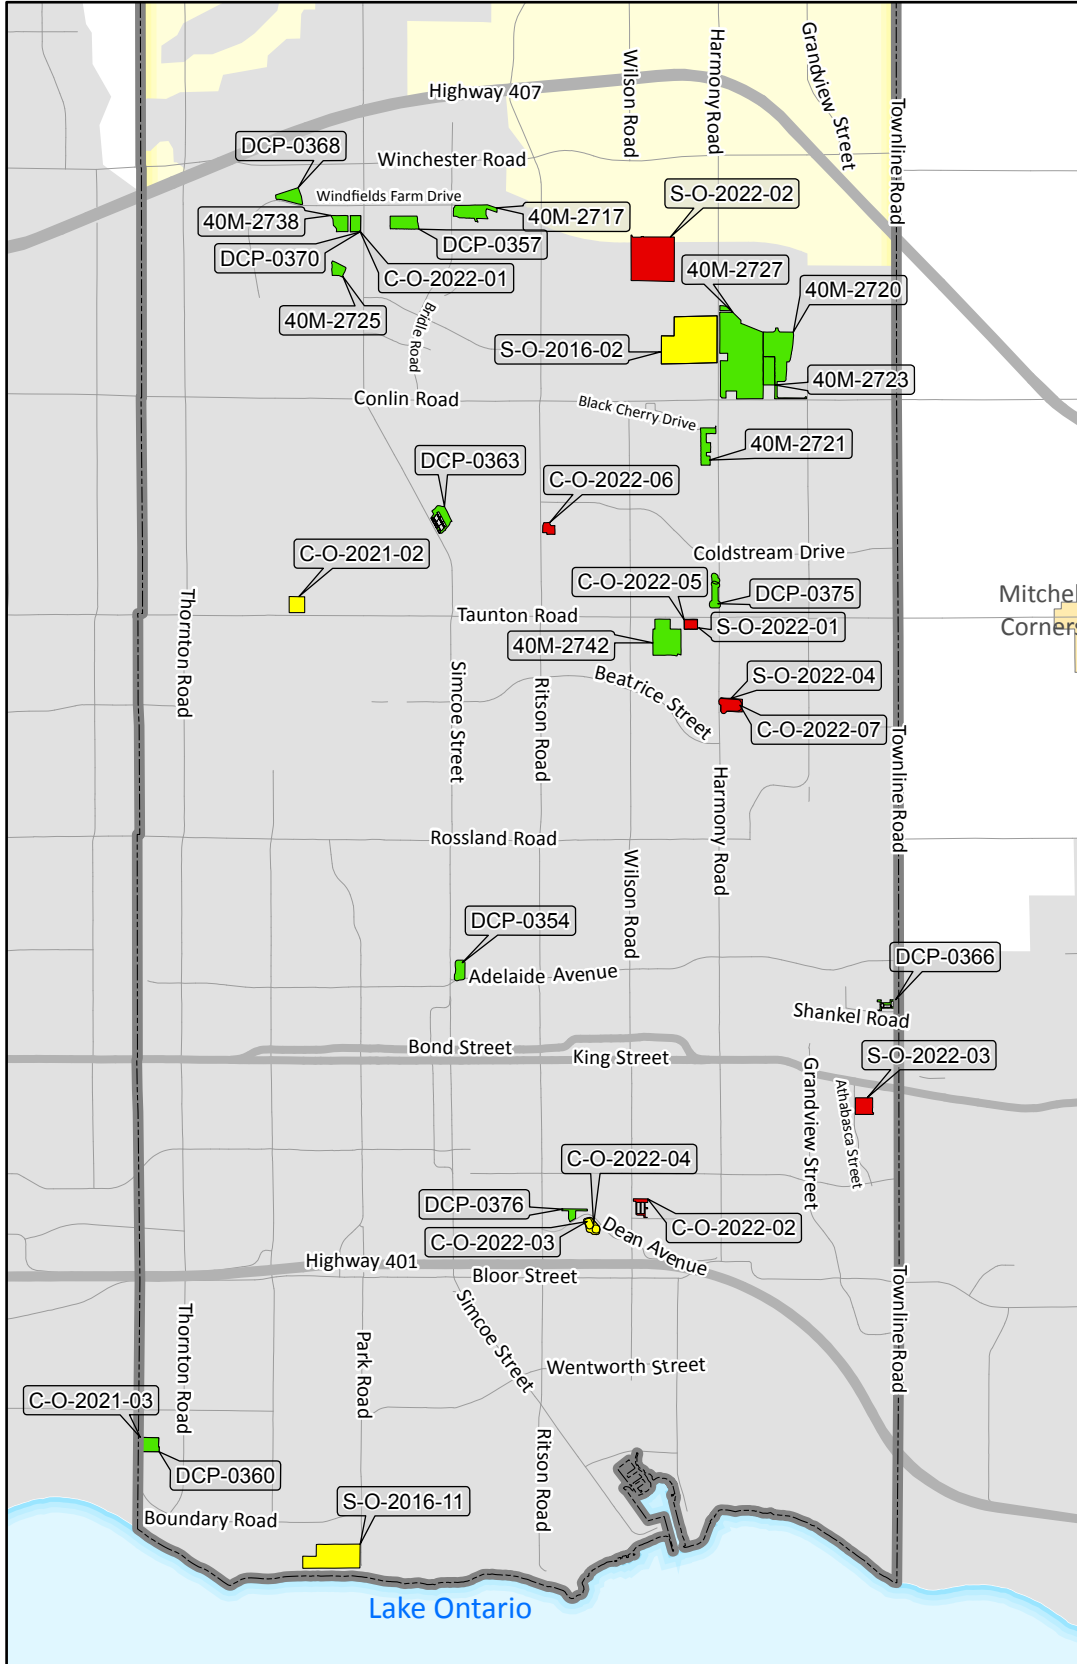 Highway 407
Wilson Road
Harmony Road
Grandview Street
Townline Road
DCP-0368
Winchester Road
Windfields Farm Drive
40M-2738
40M-2717
S-O-2022-02
DCP-0370
DCP-0357
C-O-2022-01
40M-2727
40M-2720
40M-2725
Bridle Road
S-O-2016-02
40M-2723
Conlin Road
Black Cherry Drive
40M-2721
DCP-0363
C-O-2022-06
C-O-2021-02
Coldstream Drive
C-O-2022-05
DCP-0375
Mitchel
Corners
Thornton Road
Taunton Road
S-O-2022-01
40M-2742
Simcoe Street
Ritson Road
Beatrice Street
S-O-2022-04
C-O-2022-07
Townline Road
Harmony Road
Rossland Road
Wilson Road
DCP-0354
Adelaide Avenue
DCP-0366
Shankel Road
Bond Street
King Street
S-O-2022-03
Grandview Street
Athabasca Street
C-O-2022-04
DCP-0376
C-O-2022-03
Dean Avenue
C-O-2022-02
Highway 401
Bloor Street
Townline Road
Thornton Road
Park Road
Simcoe Street
Wentworth Street
C-O-2021-03
DCP-0360
Ritson Road
S-O-2016-11
Boundary Road
Lake Ontario